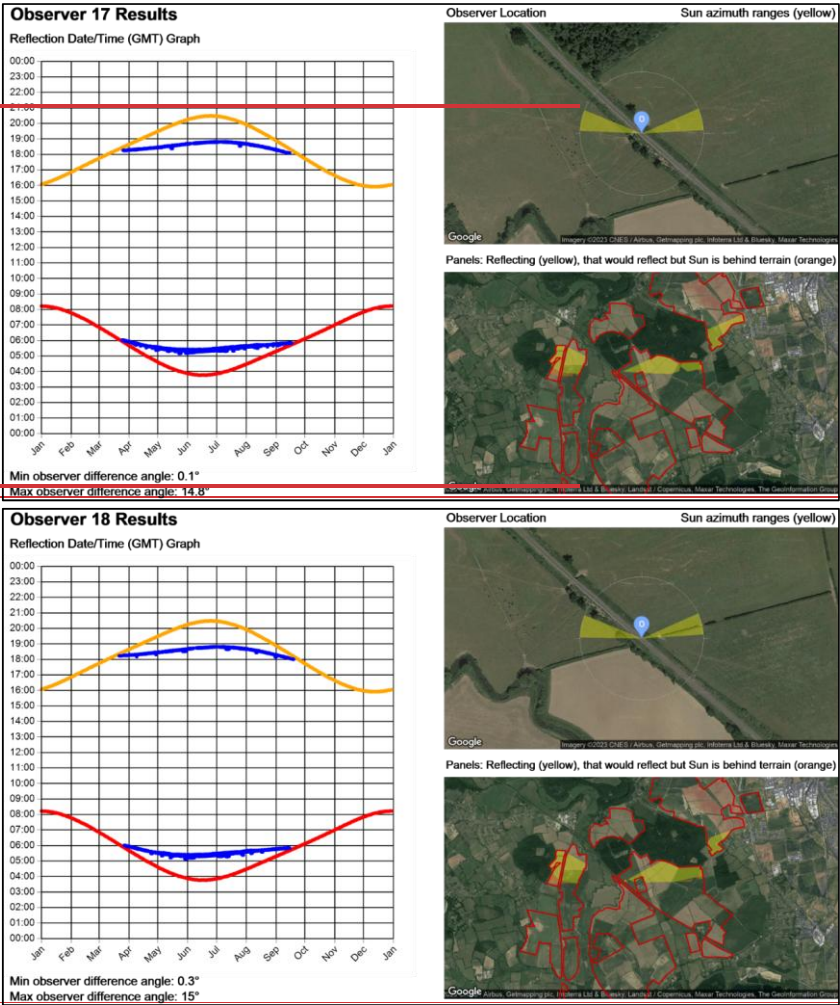 Observer 17 Results
Reflection Date/Time (GMT) Graph
00:00
23:00
22:00
21:00
20:00
19:00
18:00
17:00
16:00
15:00
14:00
13:00
12:00
11:00
10:00
09:00
08:00
07:00
06:00
05:00
04:00
03:00
02:00
01:00
00:00
Jan Feb Mar Apr May Jun Jul Aug Sep Oct Nov Dec Jan
Min observer difference angle: 0.1°
Max observer difference angle: 14.8°
Observer Location Sun azimuth ranges (yellow)
Google Imagery ©2023 CNES / Airbus, Getmapping plc, Infoterra Ltd & Bluesky, Maxar Technologies
Panels: Reflecting (yellow), that would reflect but Sun is behind terrain (orange)
Google Airbus, Getmapping plc, Infoterra Ltd & Bluesky, Landsat / Copernicus, Maxar Technologies, The GeoInformation Group
Observer 18 Results
Reflection Date/Time (GMT) Graph
00:00
23:00
22:00
21:00
20:00
19:00
18:00
17:00
16:00
15:00
14:00
13:00
12:00
11:00
10:00
09:00
08:00
07:00
06:00
05:00
04:00
03:00
02:00
01:00
00:00
Jan Feb Mar Apr May Jun Jul Aug Sep Oct Nov Dec Jan
Min observer difference angle: 0.3°
Max observer difference angle: 15°
Observer Location Sun azimuth ranges (yellow)
Google Imagery ©2023 CNES / Airbus, Getmapping plc, Infoterra Ltd & Bluesky, Maxar Technologies
Panels: Reflecting (yellow), that would reflect but Sun is behind terrain (orange)
Google Airbus, Getmapping plc, Infoterra Ltd & Bluesky, Landsat / Copernicus, Maxar Technologies, The GeoInformation Group